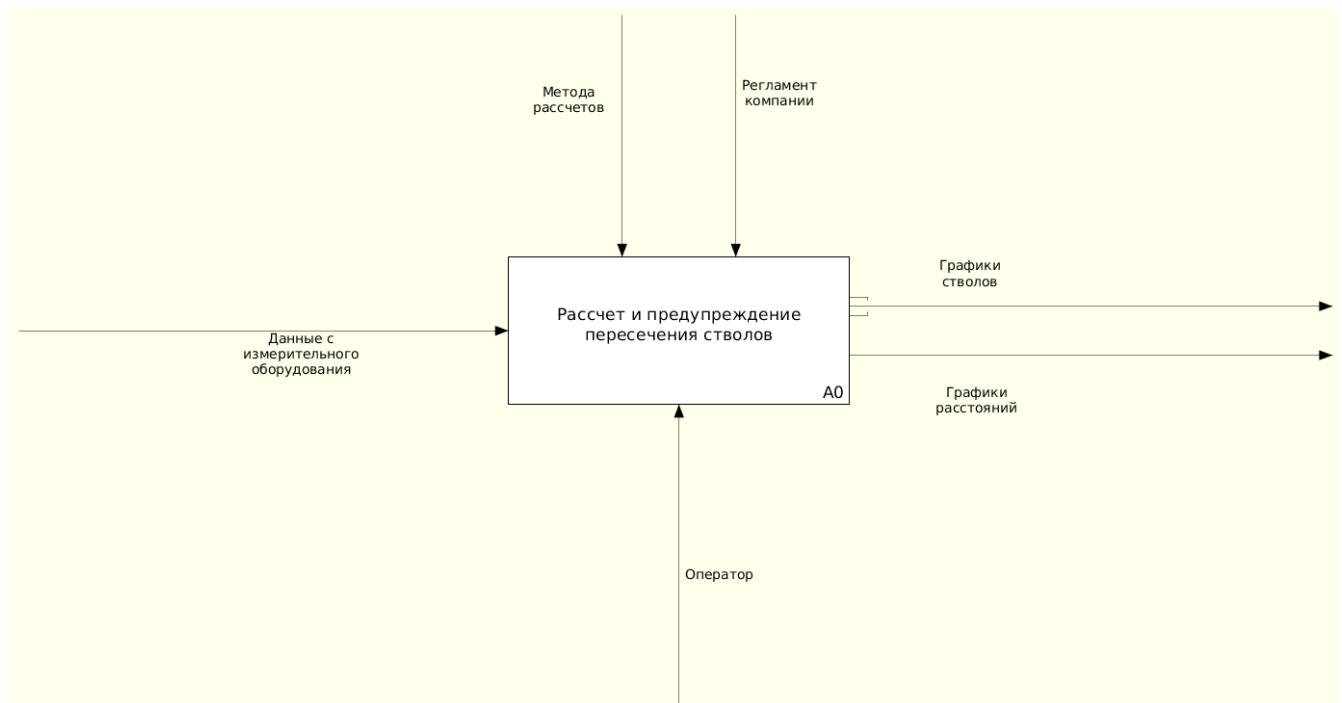 Метода
рассчетов
Регламент
компании
Графики
стволов
Рассчет и предупреждение
пересечения стволов
Данные с
измерительного
оборудования
A0
Графики
расстояний
Оператор